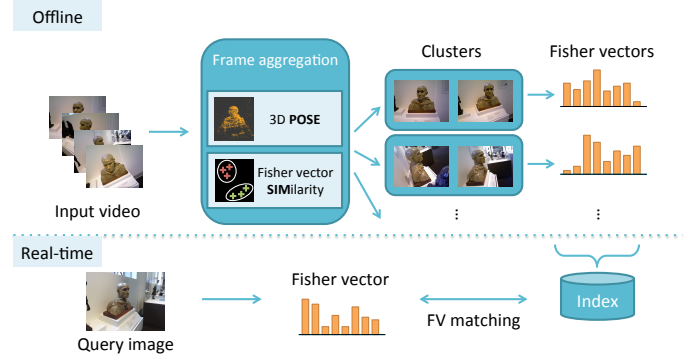 Offline
Frame aggregation
Clusters
Fisher vectors
3D POSE
Fisher vector
SIMilarity
Input video
...
...
Real-time
Fisher vector
Index
FV matching
Query image